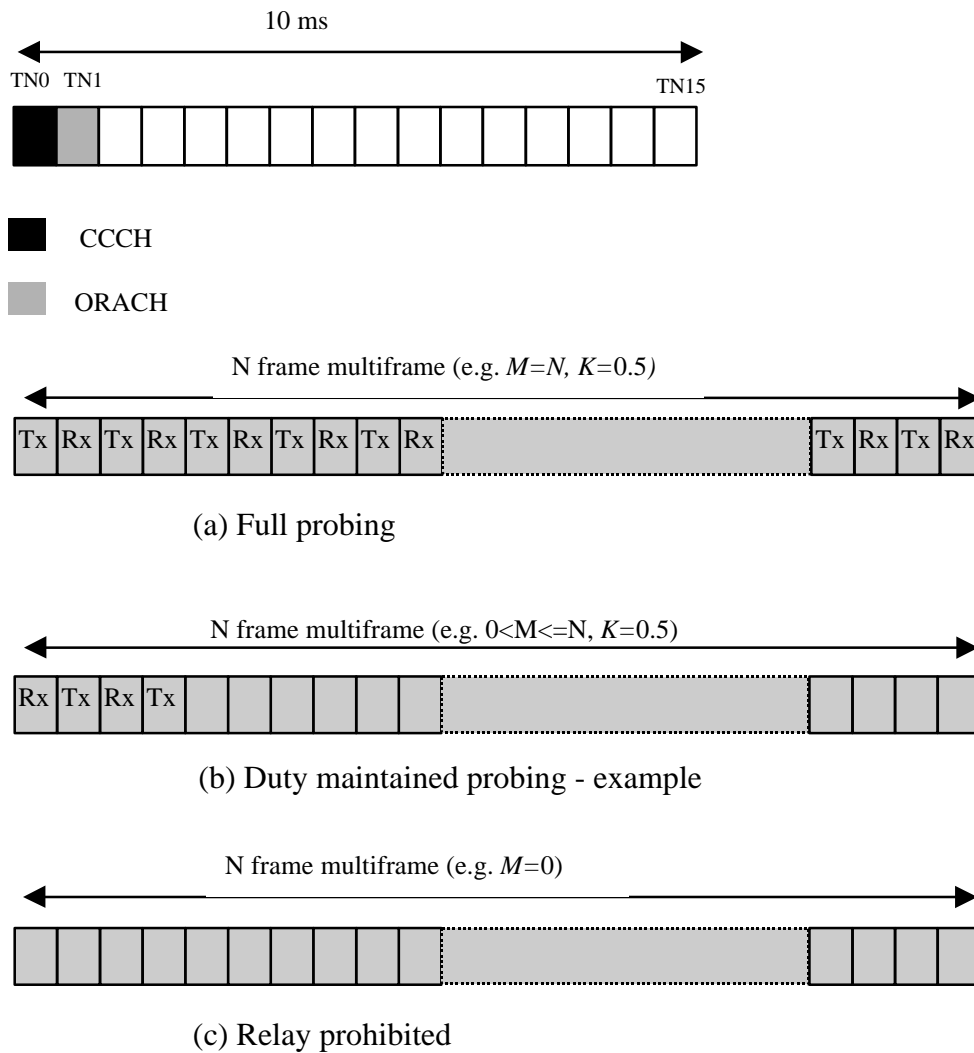 10 ms
TN0 TN1 TN15
CCCH
ORACH
N frame multiframe (e.g. M=N, K=0.5)
Tx Rx Tx Rx Tx Rx Tx Rx Tx Rx Tx Rx Tx Rx
(a) Full probing
N frame multiframe (e.g. 0<M<=N, K=0.5)
Rx Tx Rx Tx
(b) Duty maintained probing - example
N frame multiframe (e.g. M=0)
(c) Relay prohibited